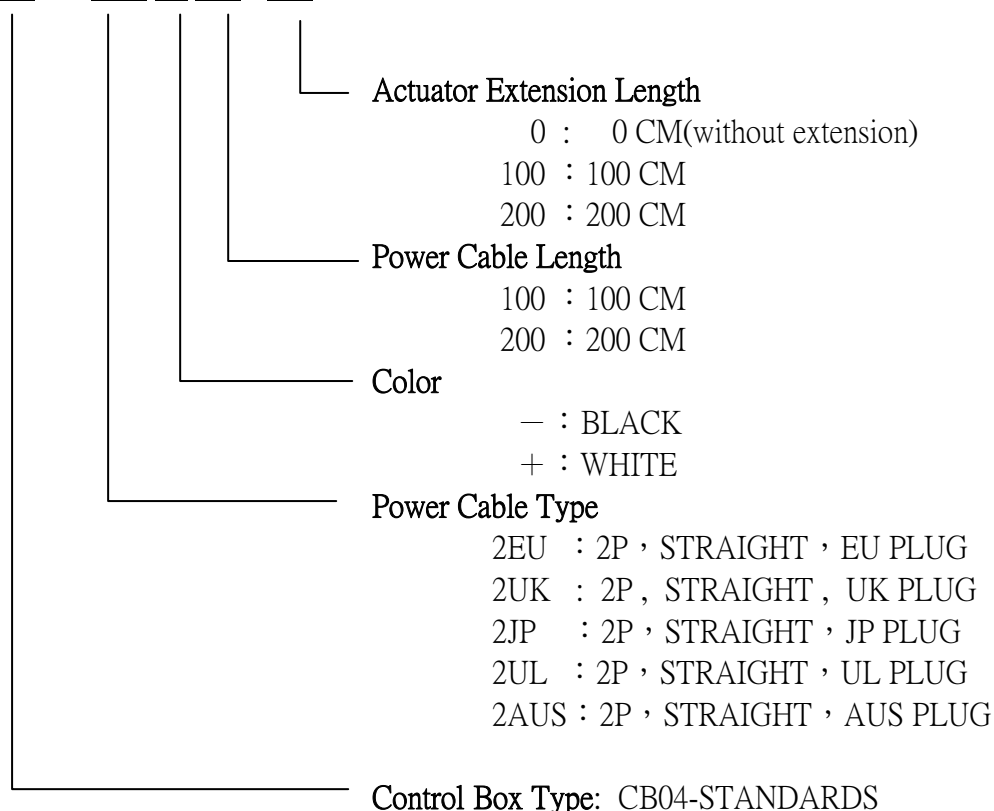 Actuator Extension Length
0 : 0 CM(without extension)
100 :100 CM
200 :200 CM
Power Cable Length
100 :100 CM
200 :200 CM
Color
－:BLACK
＋:WHITE
Power Cable Type
2EU :2P,STRAIGHT,EU PLUG
2UK : 2P , STRAIGHT , UK PLUG
2JP :2P,STRAIGHT,JP PLUG
2UL :2P,STRAIGHT,UL PLUG
2AUS:2P,STRAIGHT,AUS PLUG
Control Box Type: CB04-STANDARDS